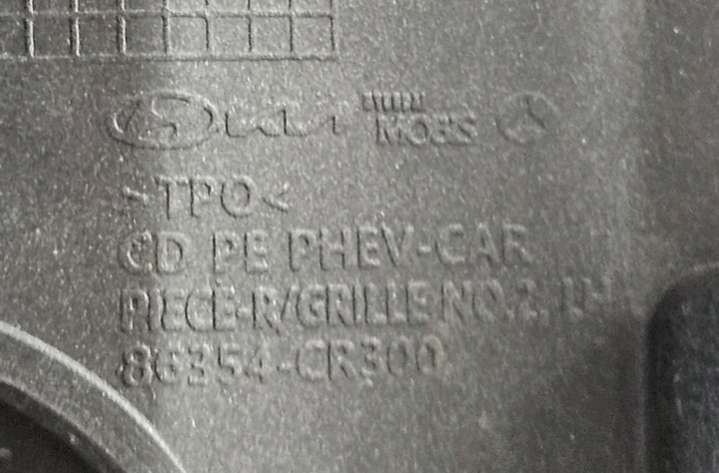 MOBIS
>TPO<
CD PE PHEV-CAR
PIECE-R/GRILLE NO.2, LH
86354-CR300